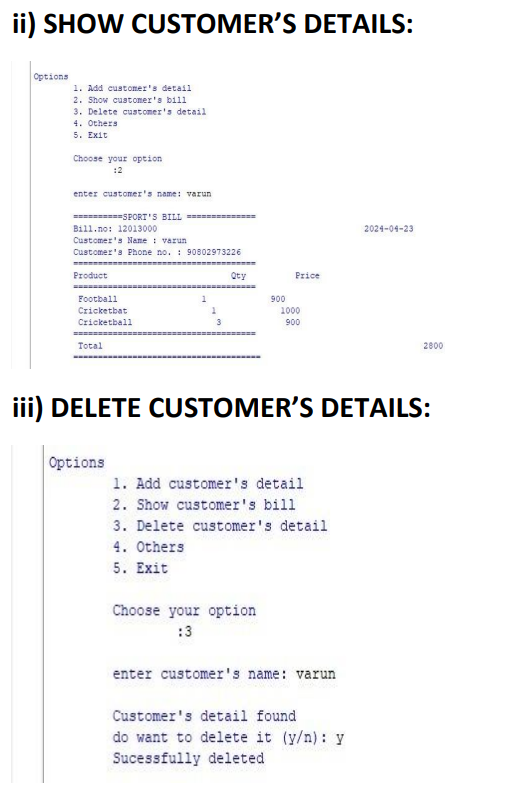 ii) SHOW CUSTOMER’S DETAILS:
Options
1. Add customer's detail
2. Show customer's bill
3. Delete customer's detail
4. Others
5. Exit
Choose your option
:2
enter customer's name: varun
==========SPORT'S BILL ==============
Bill.no: 12013000 2024-04-23
Customer's Name : varun
Customer's Phone no. : 90802973226
=====================================
Product Qty Price
=====================================
Football 1 900
Cricketbat 1 1000
Cricketball 3 900
=====================================
Total 2800
======================================
iii) DELETE CUSTOMER’S DETAILS:
Options
1. Add customer's detail
2. Show customer's bill
3. Delete customer's detail
4. Others
5. Exit
Choose your option
:3
enter customer's name: varun
Customer's detail found
do want to delete it (y/n): y
Sucessfully deleted